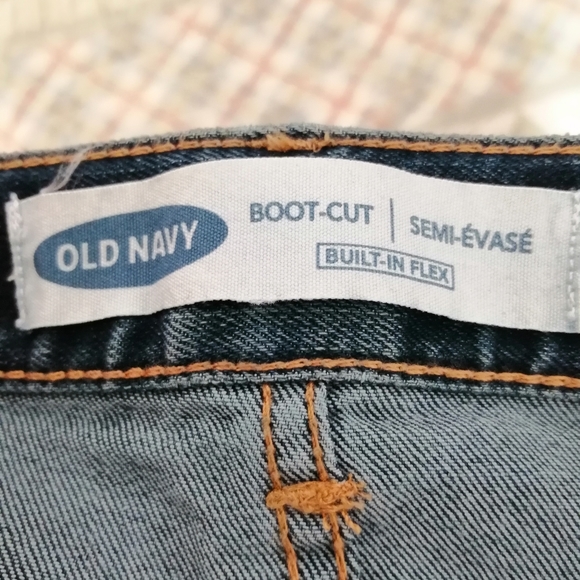 OLD NAVY
BOOT-CUT | SEMI-ÉVASÉ
BUILT-IN FLEX